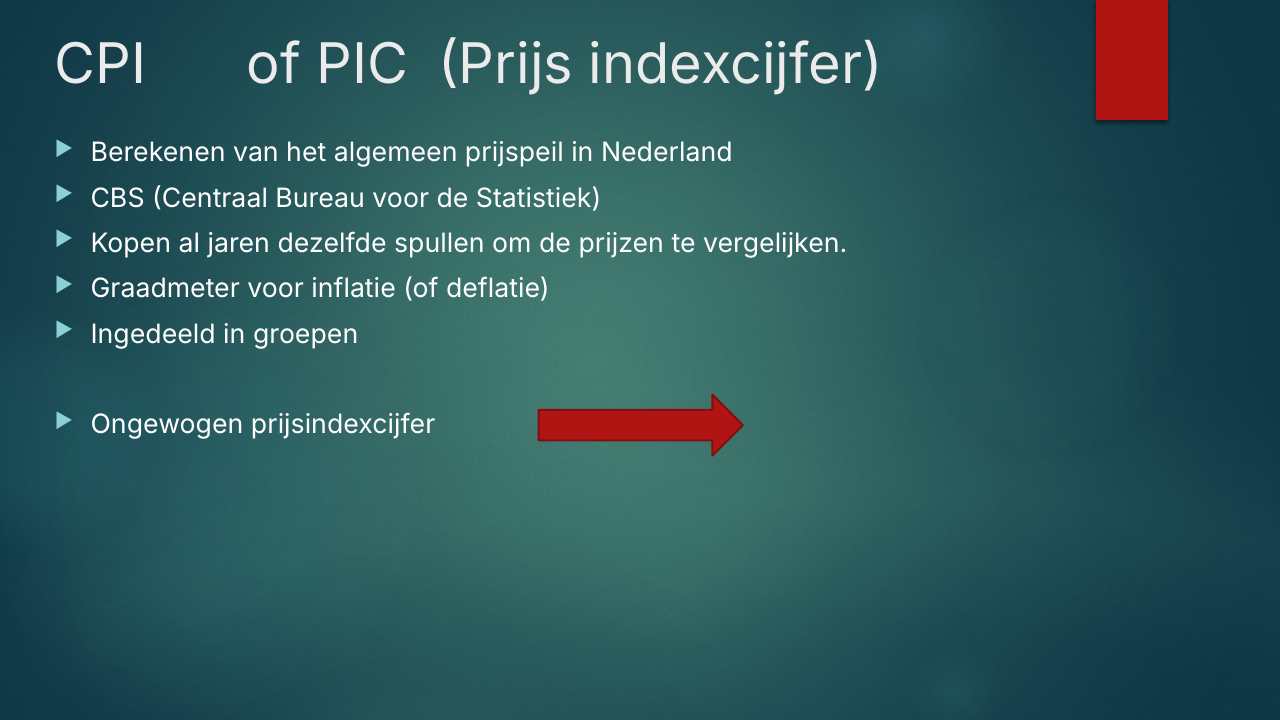 CPI of PIC (Prijs indexcijfer)
Berekenen van het algemeen prijspeil in Nederland
CBS (Centraal Bureau voor de Statistiek)
Kopen al jaren dezelfde spullen om de prijzen te vergelijken.
Graadmeter voor inflatie (of deflatie)
Ingedeeld in groepen
Ongewogen prijsindexcijfer